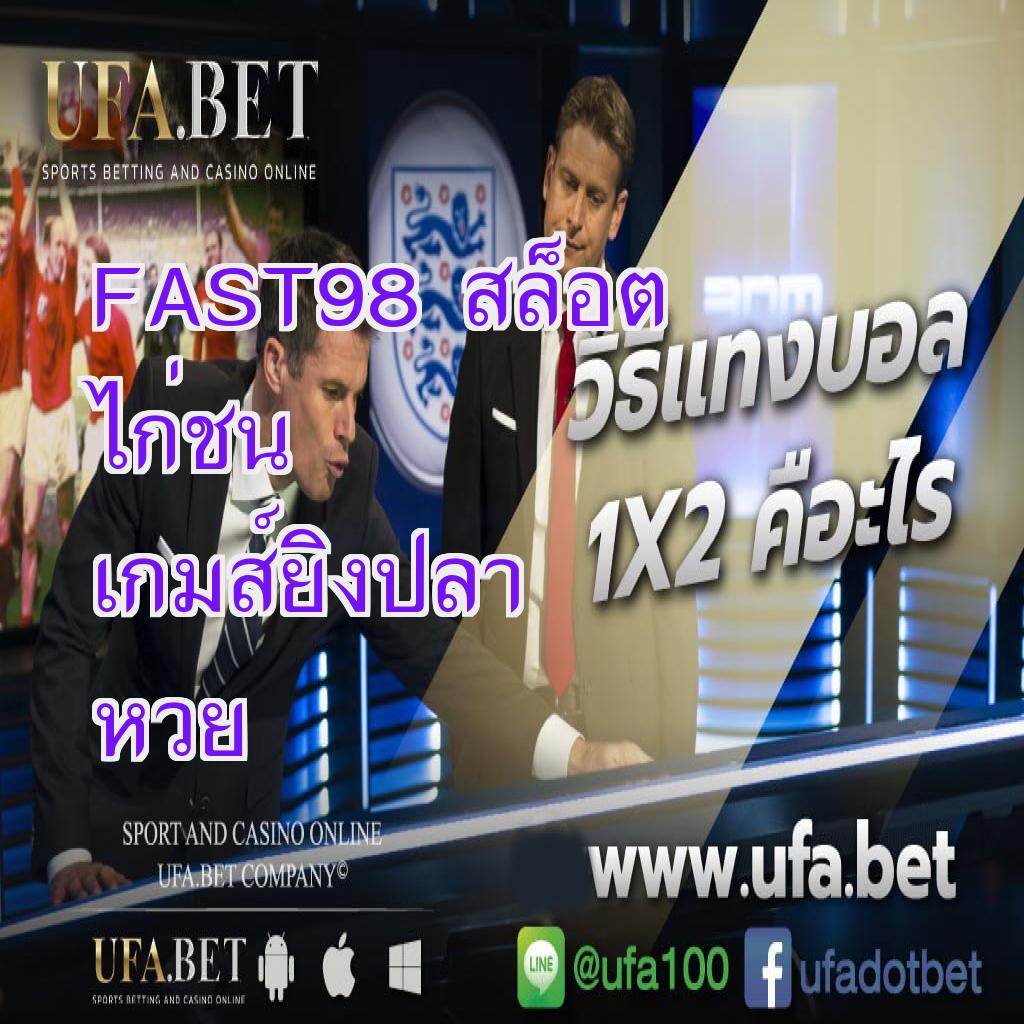 UFA.BET
SPORTS BETTING AND CASINO ONLINE
FAST98 สล็อต
ไก่ชน
เกมส์ยิงปลา
หวย
วิธีแทงบอล
1X2 คืออะไร
SPORT AND CASINO ONLINE
UFA.BET COMPANY©
www.ufa.bet
UFA.BET
SPORTS BETTING AND CASINO ONLINE
LINE @ufa100
f ufadotbet